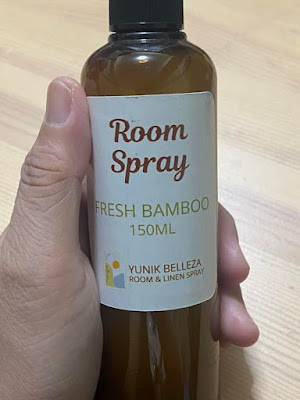 Room
Spray
FRESH BAMBOO
150ML
YUNIK BELLEZA
ROOM & LINEN SPRAY